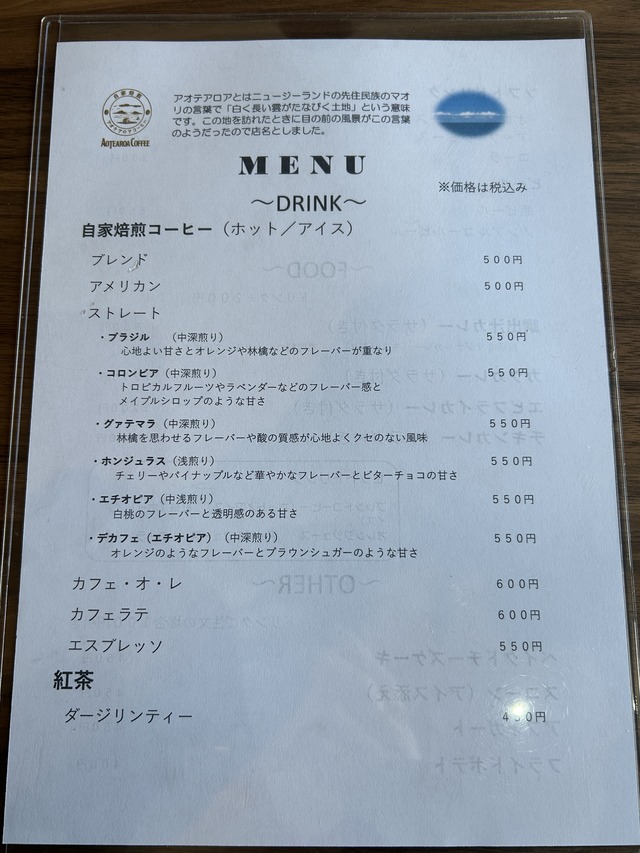 自家焙煎
アオテアロアコーヒー
AOTEAROA COFFEE
アオテアロアとはニュージーランドの先住民族のマオ
リの言葉で「白く長い雲がたなびく土地」という意味
です。この地を訪れたときに目の前の風景がこの言葉
のようだったので店名としました。
MENU
※価格は税込み
～DRINK～
自家焙煎コーヒー（ホット／アイス）
ブレンド 500円
アメリカン 500円
ストレート
・ブラジル （中深煎り） 550円
心地よい甘さとオレンジや林檎などのフレーバーが重なり
・コロンビア（中深煎り） 550円
トロピカルフルーツやラベンダーなどのフレーバー感と
メイプルシロップのような甘さ
・グァテマラ（中深煎り） 550円
林檎を思わせるフレーバーや酸の質感が心地よくクセのない風味
・ホンジュラス（浅煎り） 550円
チェリーやパイナップルなど華やかなフレーバーとビターチョコの甘さ
・エチオピア（中浅煎り） 550円
白桃のフレーバーと透明感のある甘さ
・デカフェ（エチオピア）（中深煎り） 550円
オレンジのようなフレーバーとブラウンシュガーのような甘さ
カフェ・オ・レ 600円
カフェラテ 600円
エスプレッソ 550円
紅茶
ダージリンティー 450円